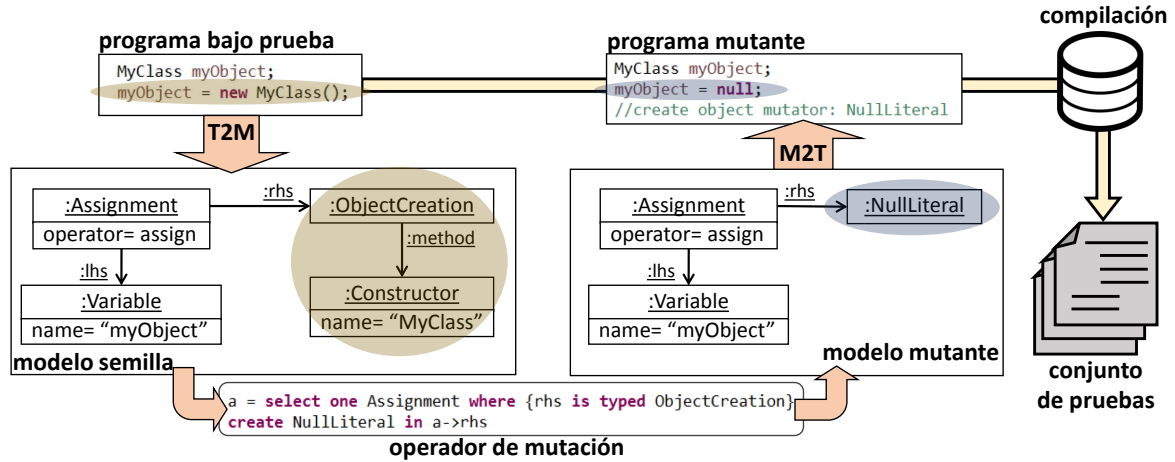 compilación
programa bajo prueba
MyClass myObject;
myObject = new MyClass();
programa mutante
MyClass myObject;
myObject = null;
//create object mutator: NullLiteral
T2M
M2T
:Assignment
operator= assign
:rhs
:ObjectCreation
:method
:Constructor
name= “MyClass”
:lhs
:Variable
name= “myObject”
modelo semilla
:Assignment
operator= assign
:rhs
:NullLiteral
:lhs
:Variable
name= “myObject”
modelo mutante
a = select one Assignment where {rhs is typed ObjectCreation}
create NullLiteral in a->rhs
operador de mutación
conjunto
de pruebas